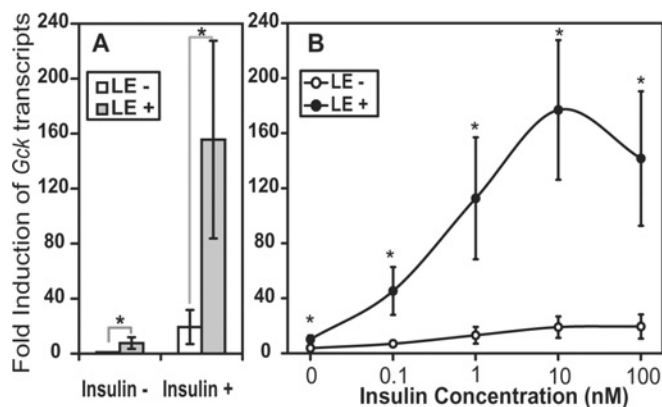 Fold Induction of Gck transcripts
A
240
200
160
120
80
40
0
LE -
LE +
*
*
Insulin -
Insulin +
B
240
200
160
120
80
40
0
LE -
LE +
*
*
*
*
*
0
0.1
1
10
100
Insulin Concentration (nM)